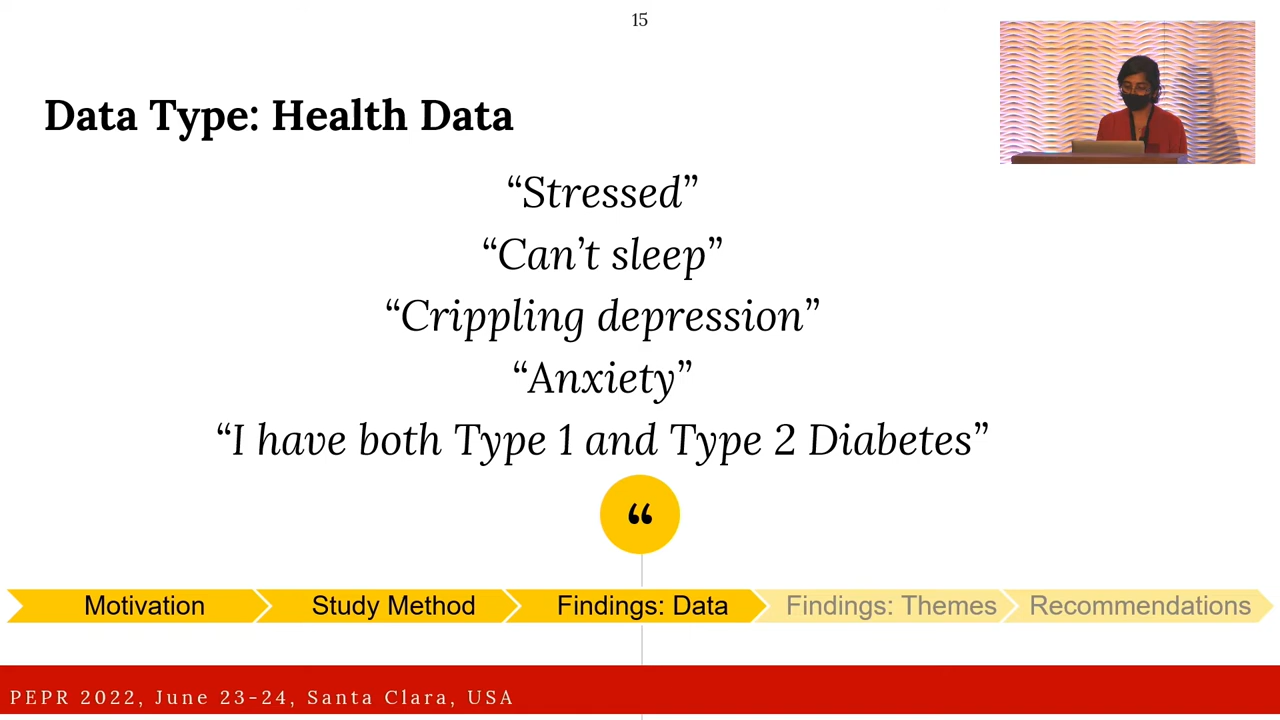 15
Data Type: Health Data
“Stressed”
“Can’t sleep”
“Crippling depression”
“Anxiety”
“I have both Type 1 and Type 2 Diabetes”
“
Motivation
Study Method
Findings: Data
Findings: Themes
Recommendations
PEPR 2022, June 23-24, Santa Clara, USA